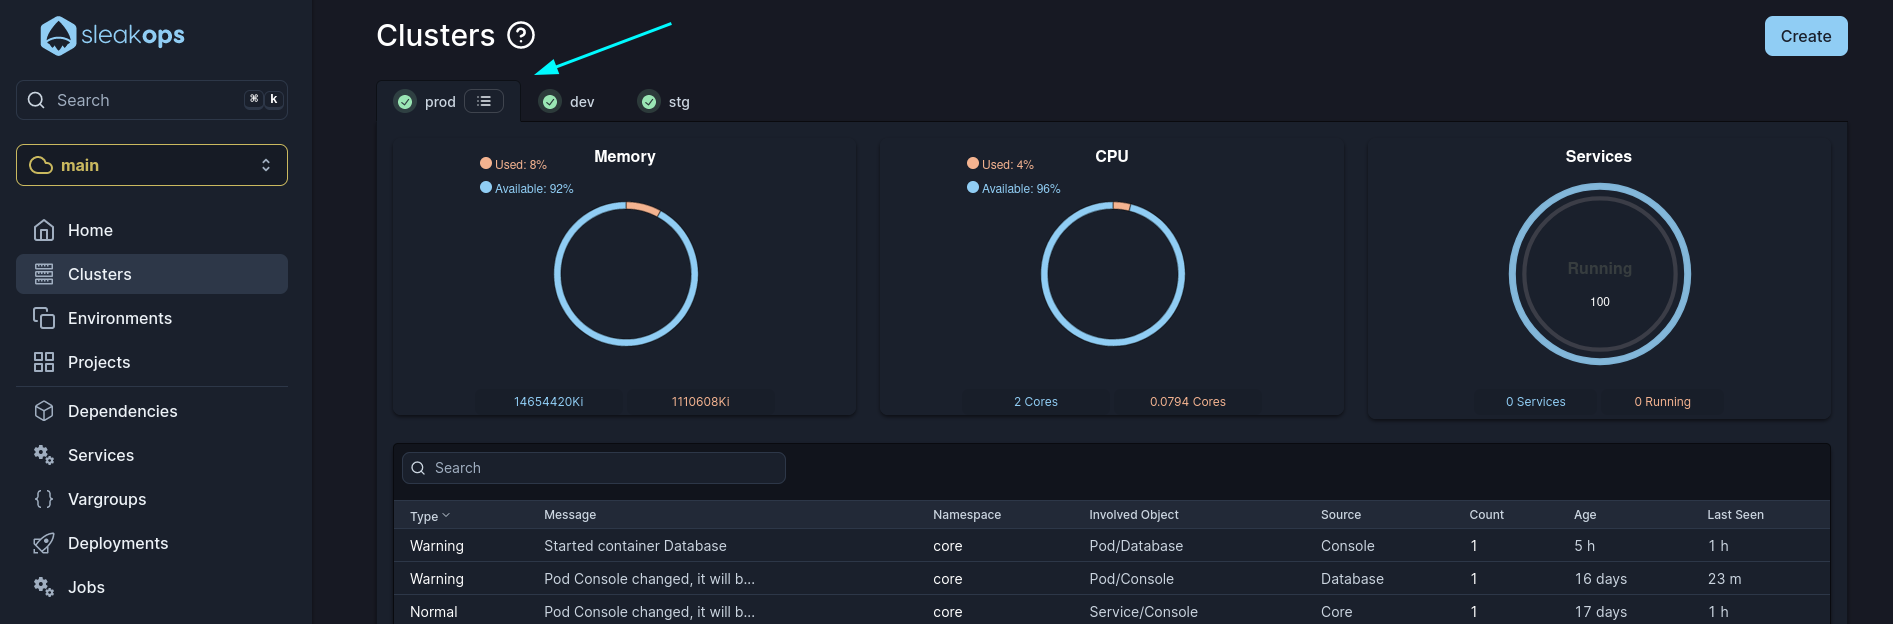 sleakops
Search ⌘ k
main
Home
Clusters
Environments
Projects
Dependencies
Services
Vargroups
Deployments
Jobs
Clusters ?
Create
prod dev stg
Memory
Used: 8%
Available: 92%
14654420Ki 1110608Ki
CPU
Used: 4%
Available: 96%
2 Cores 0.0794 Cores
Services
Running
100
0 Services 0 Running
Search
Type Message Namespace Involved Object Source Count Age Last Seen
Warning Started container Database core Pod/Database Console 1 5 h 1 h
Warning Pod Console changed, it will b... core Pod/Console Database 1 16 days 23 m
Normal Pod Console changed, it will b... core Service/Console Core 1 17 days 1 h